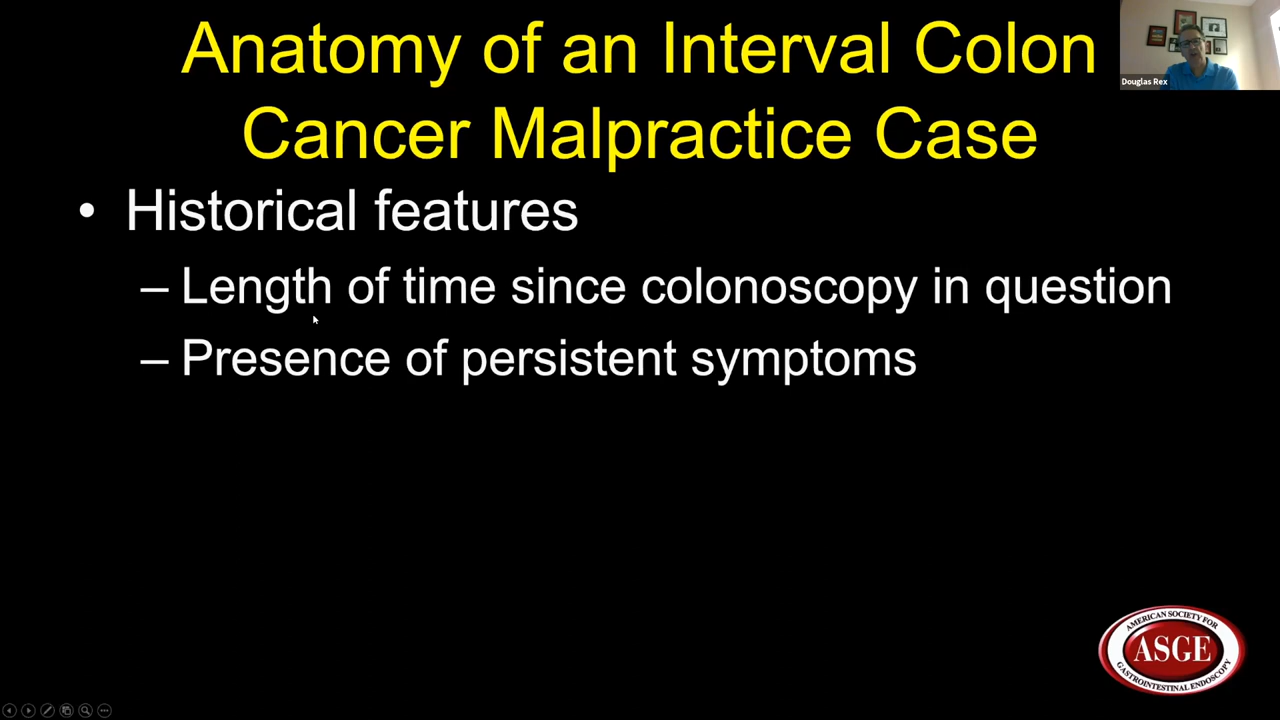 Anatomy of an Interval Colon
Cancer Malpractice Case
Douglas Rex
• Historical features
– Length of time since colonoscopy in question
– Presence of persistent symptoms
AMERICAN SOCIETY FOR
ASGE
GASTROINTESTINAL ENDOSCOPY